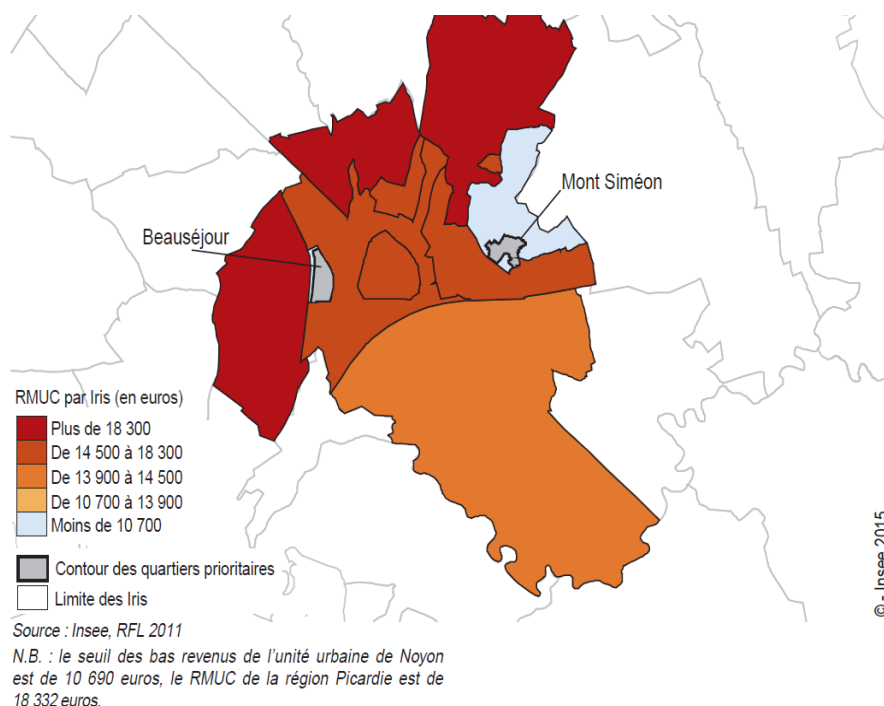 Mont Siméon
Beauséjour
RMUC par Iris (en euros)
Plus de 18 300
De 14 500 à 18 300
De 13 900 à 14 500
De 10 700 à 13 900
Moins de 10 700
Contour des quartiers prioritaires
Limite des Iris
Source : Insee, RFL 2011
N.B. : le seuil des bas revenus de l'unité urbaine de Noyon
est de 10 690 euros, le RMUC de la région Picardie est de
18 332 euros.
© - Insee 2015